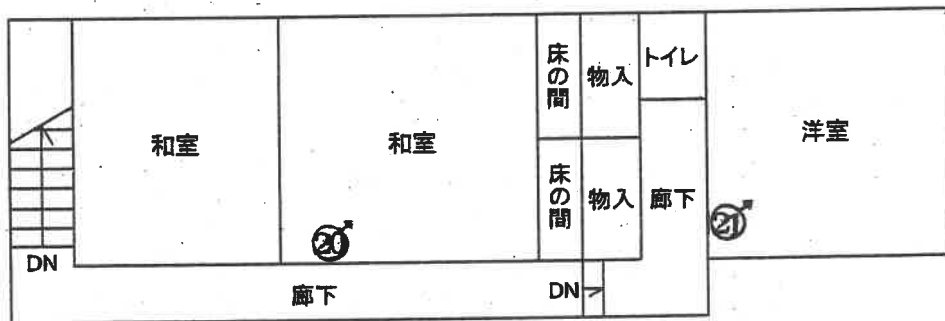 床の間
物入
トイレ
和室
和室
洋室
床の間
物入
廊下
⑳
㉑
DN
廊下
DN